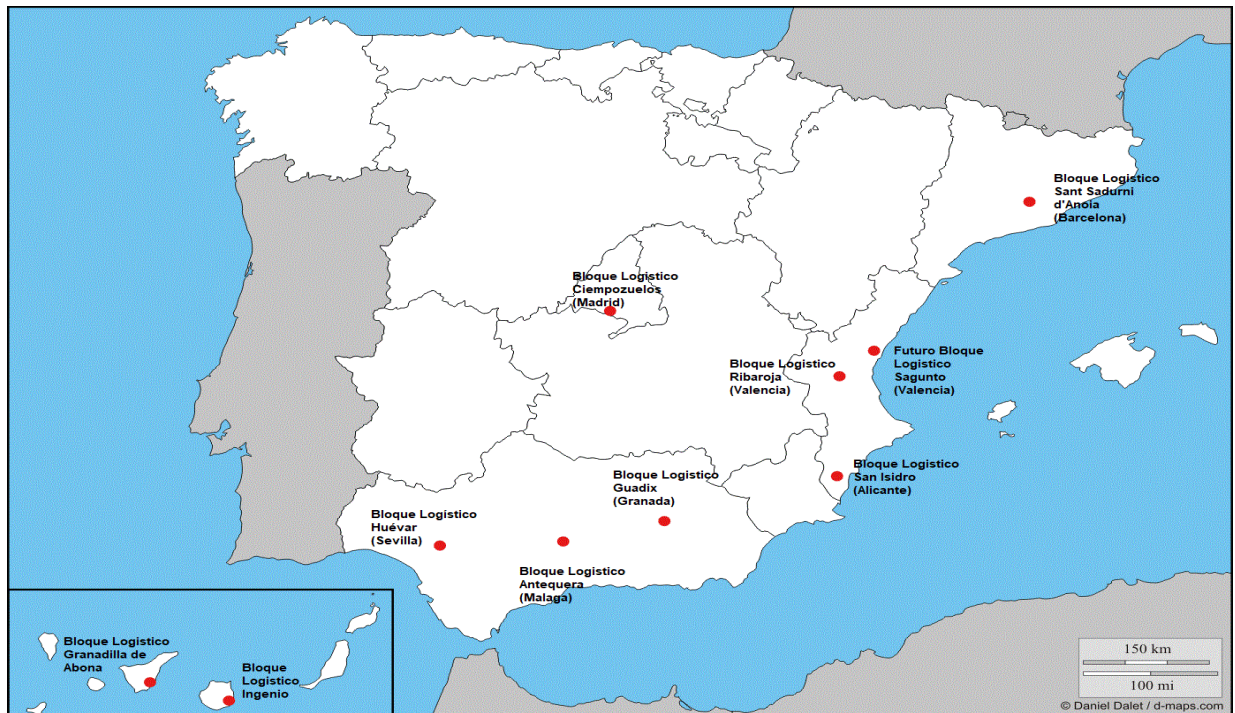 Bloque Logistico
Sant Sadurni
d'Anoia
(Barcelona)
Bloque Logístico
Ciempozuelos
(Madrid)
Bloque Logistico
Ribaroja
(Valencia)
Futuro Bloque
Logistico
Sagunto
(Valencia)
Bloque Logistico
San Isidro
(Alicante)
Bloque Logistico
Guadix
(Granada)
Bloque Logístico
Huévar
(Sevilla)
Bloque Logistico
Antequera
(Malaga)
Bloque Logistico
Granadilla de
Abona
Bloque
Logistico
Ingenio
150 km
100 mi
© Daniel Dalet / d-maps.com